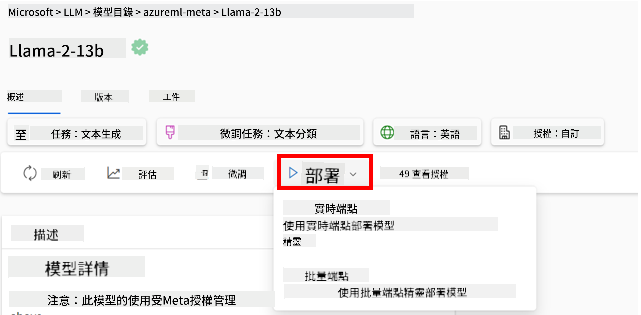 Microsoft > LLM > 模型目錄 > azureml-meta > Llama-2-13b
Llama-2-13b
概述 版本 工件
任務：文本生成 微調任務：文本分類 語言：英語 授權：自訂
刷新 評估 微調 部署 49 查看授權
實時端點
使用實時端點部署模型
精靈
批量端點
使用批量端點精靈部署模型
描述
模型詳情
注意：此模型的使用受Meta授權管理